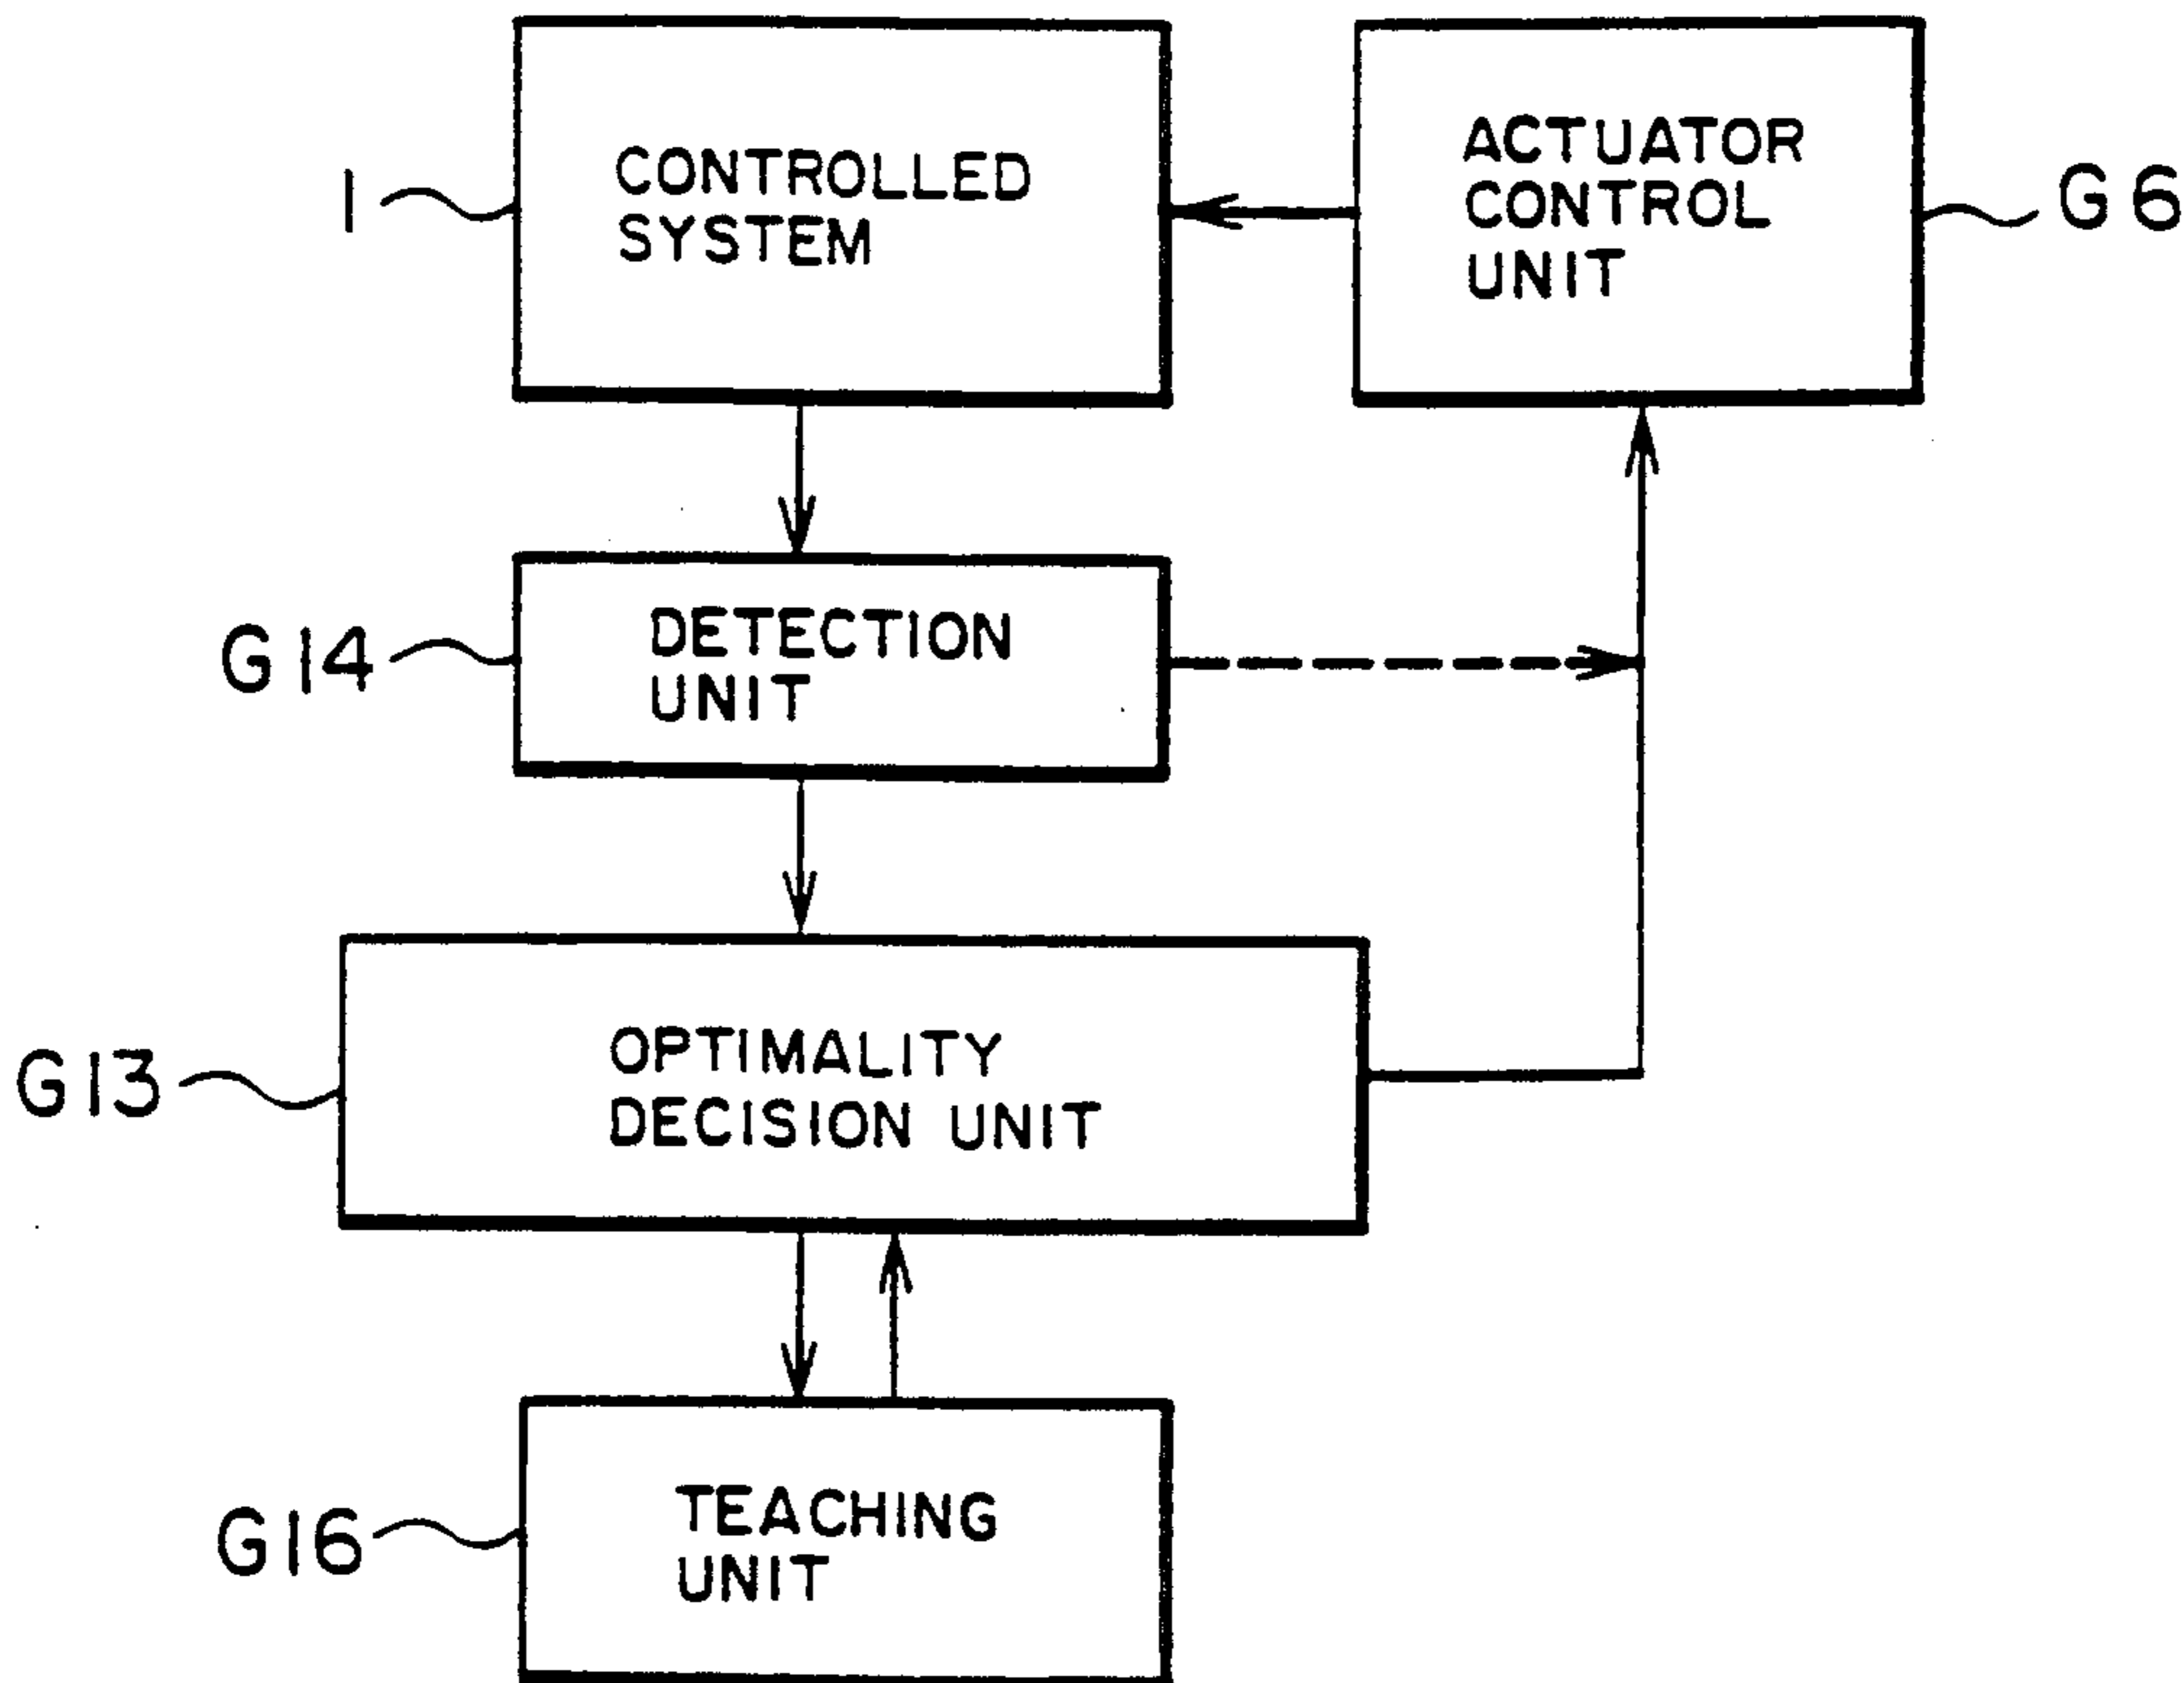 1
CONTROLLED
SYSTEM
ACTUATOR
CONTROL
UNIT
G6
G14
DETECTION
UNIT
G13
OPTIMALITY
DECISION UNIT
G16
TEACHING
UNIT